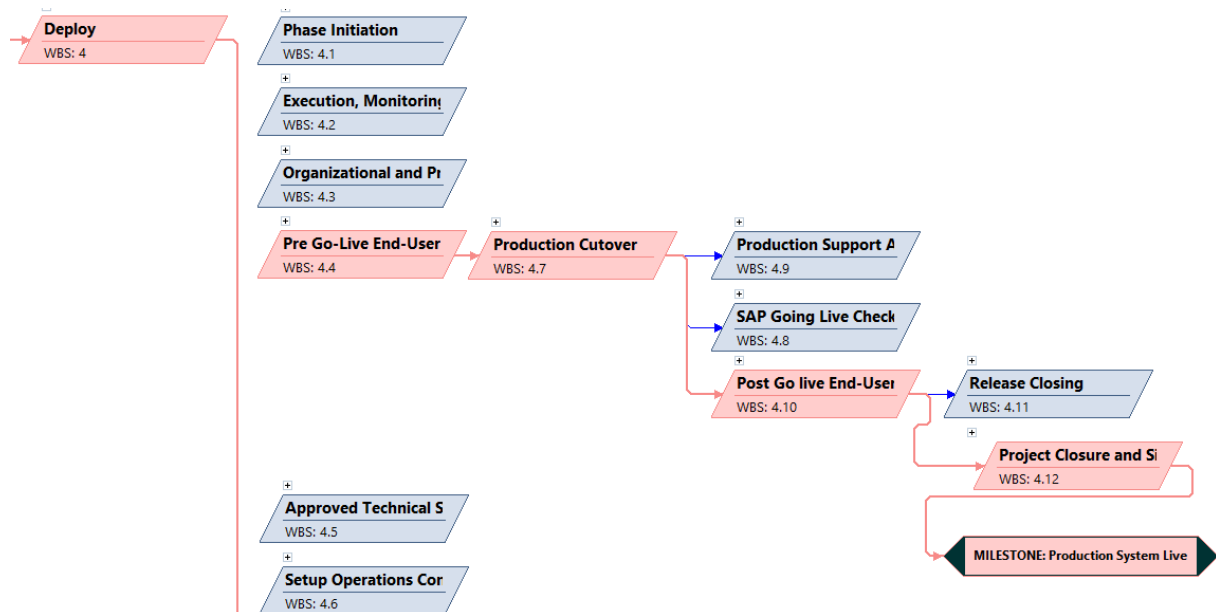 Deploy
WBS: 4
Phase Initiation
WBS: 4.1
Execution, Monitoring
WBS: 4.2
Organizational and Pr
WBS: 4.3
Pre Go-Live End-User
WBS: 4.4
Production Cutover
WBS: 4.7
Production Support A
WBS: 4.9
SAP Going Live Check
WBS: 4.8
Post Go live End-User
WBS: 4.10
Release Closing
WBS: 4.11
Project Closure and Si
WBS: 4.12
Approved Technical S
WBS: 4.5
MILESTONE: Production System Live
Setup Operations Cor
WBS: 4.6